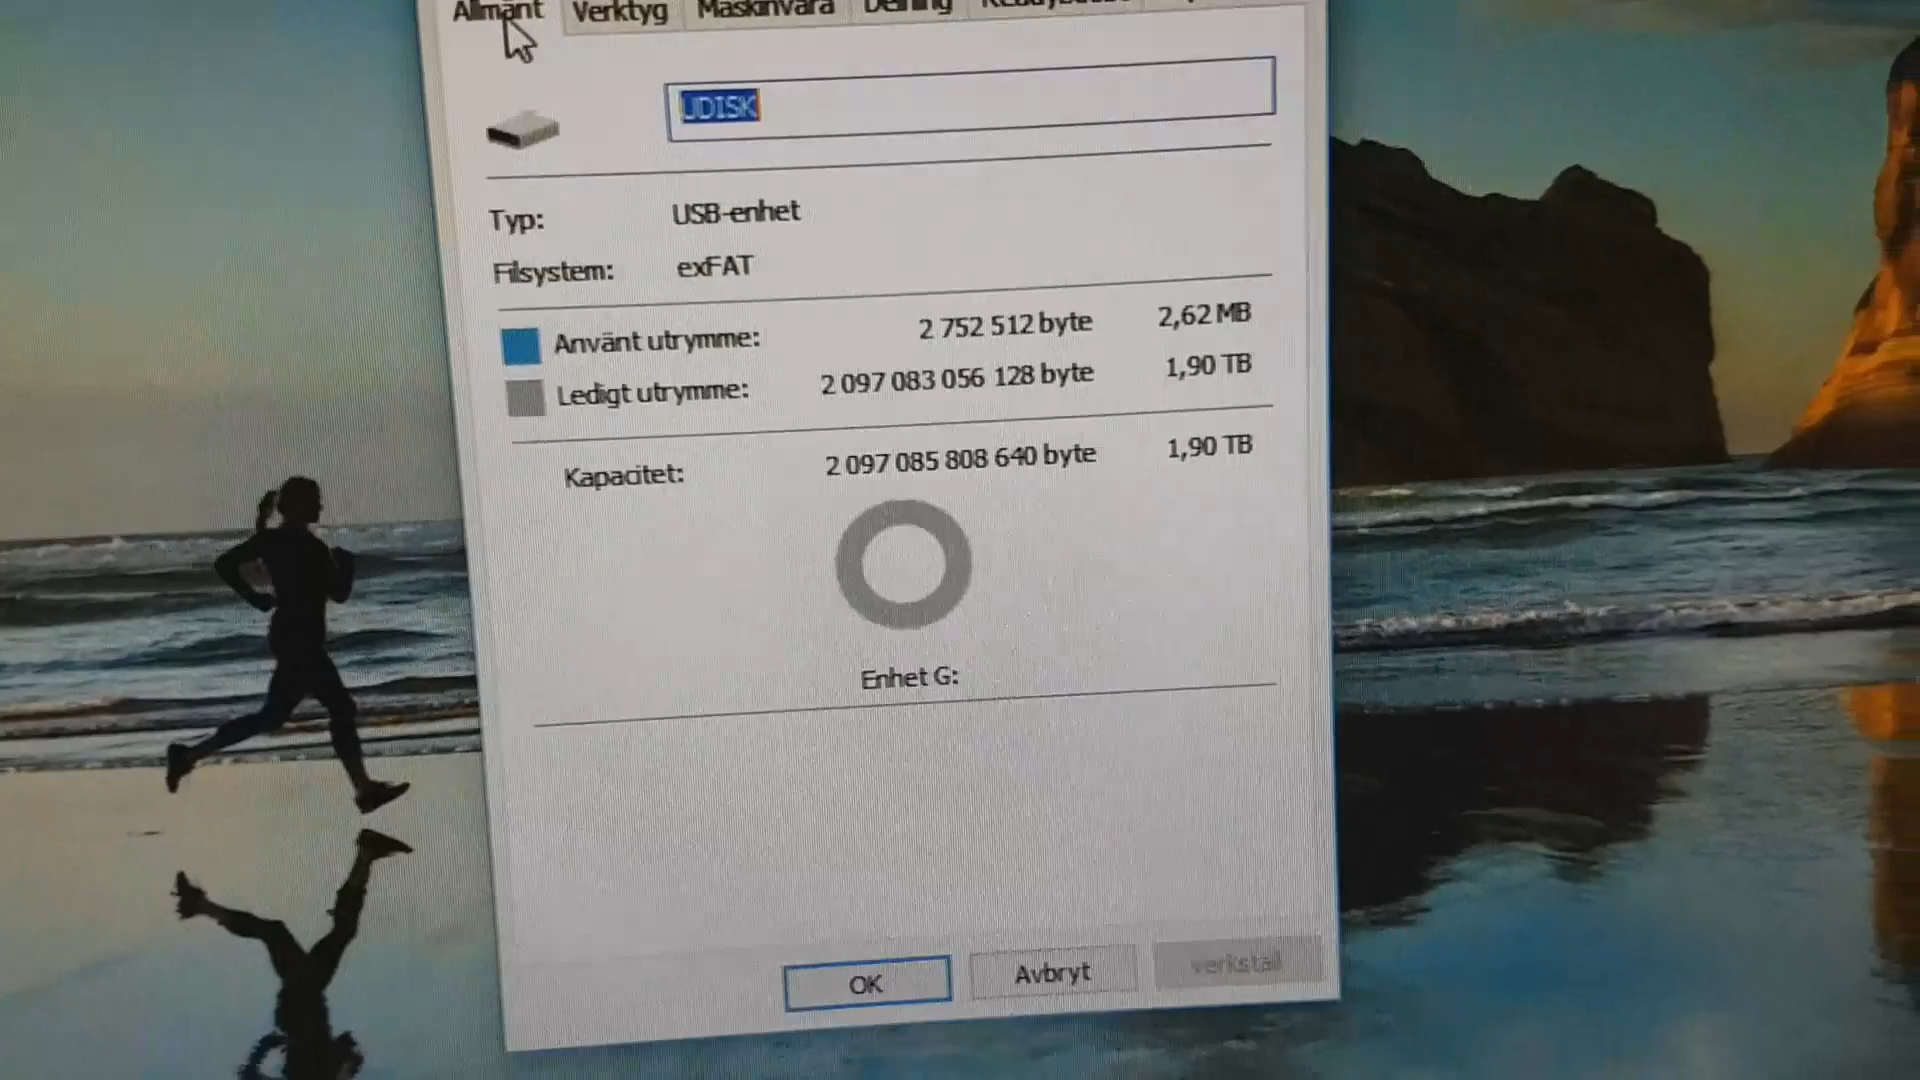 Allmänt Verktyg Maskinvara Delning
UDISK
Typ: USB-enhet
Filsystem: exFAT
Använt utrymme: 2 752 512 byte 2,62 MB
Ledigt utrymme: 2 097 083 056 128 byte 1,90 TB
Kapacitet: 2 097 085 808 640 byte 1,90 TB
Enhet G:
OK Avbryt Verkställ